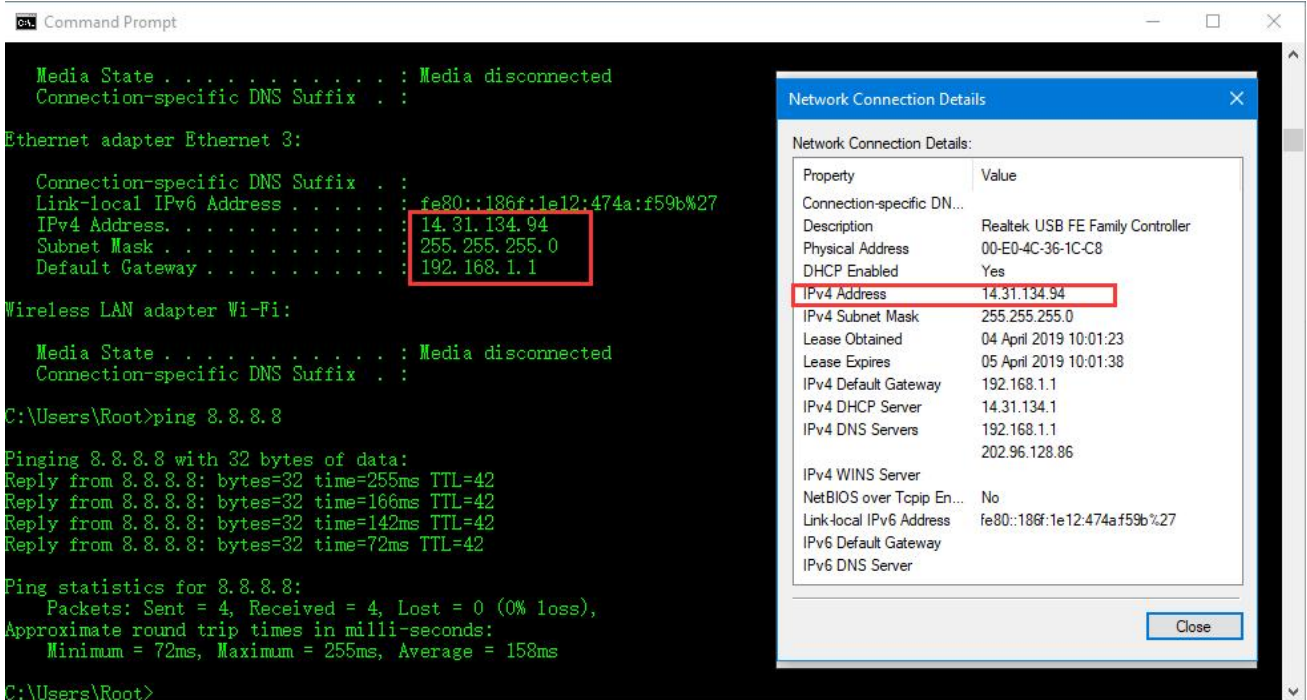 Command Prompt
Media State . . . . . . . . . . . : Media disconnected
Connection-specific DNS Suffix  . :
Ethernet adapter Ethernet 3:
Connection-specific DNS Suffix  . :
Link-local IPv6 Address . . . . . : fe80::186f:1e12:474a:f59b%27
IPv4 Address. . . . . . . . . . . : 14.31.134.94
Subnet Mask . . . . . . . . . . . : 255.255.255.0
Default Gateway . . . . . . . . . : 192.168.1.1
Wireless LAN adapter Wi-Fi:
Media State . . . . . . . . . . . : Media disconnected
Connection-specific DNS Suffix  . :
C:\Users\Root>ping 8.8.8.8
Pinging 8.8.8.8 with 32 bytes of data:
Reply from 8.8.8.8: bytes=32 time=255ms TTL=42
Reply from 8.8.8.8: bytes=32 time=166ms TTL=42
Reply from 8.8.8.8: bytes=32 time=142ms TTL=42
Reply from 8.8.8.8: bytes=32 time=72ms TTL=42
Ping statistics for 8.8.8.8:
Packets: Sent = 4, Received = 4, Lost = 0 (0% loss),
Approximate round trip times in milli-seconds:
Minimum = 72ms, Maximum = 255ms, Average = 158ms
C:\Users\Root>
Network Connection Details
Network Connection Details:
Property Value
Connection-specific DN...
Description Realtek USB FE Family Controller
Physical Address 00-E0-4C-36-1C-C8
DHCP Enabled Yes
IPv4 Address 14.31.134.94
IPv4 Subnet Mask 255.255.255.0
Lease Obtained 04 April 2019 10:01:23
Lease Expires 05 April 2019 10:01:38
IPv4 Default Gateway 192.168.1.1
IPv4 DHCP Server 14.31.134.1
IPv4 DNS Servers 192.168.1.1
202.96.128.86
IPv4 WINS Server
NetBIOS over Tcpip En... No
Link-local IPv6 Address fe80::186f:1e12:474a:f59b%27
IPv6 Default Gateway
IPv6 DNS Server
Close